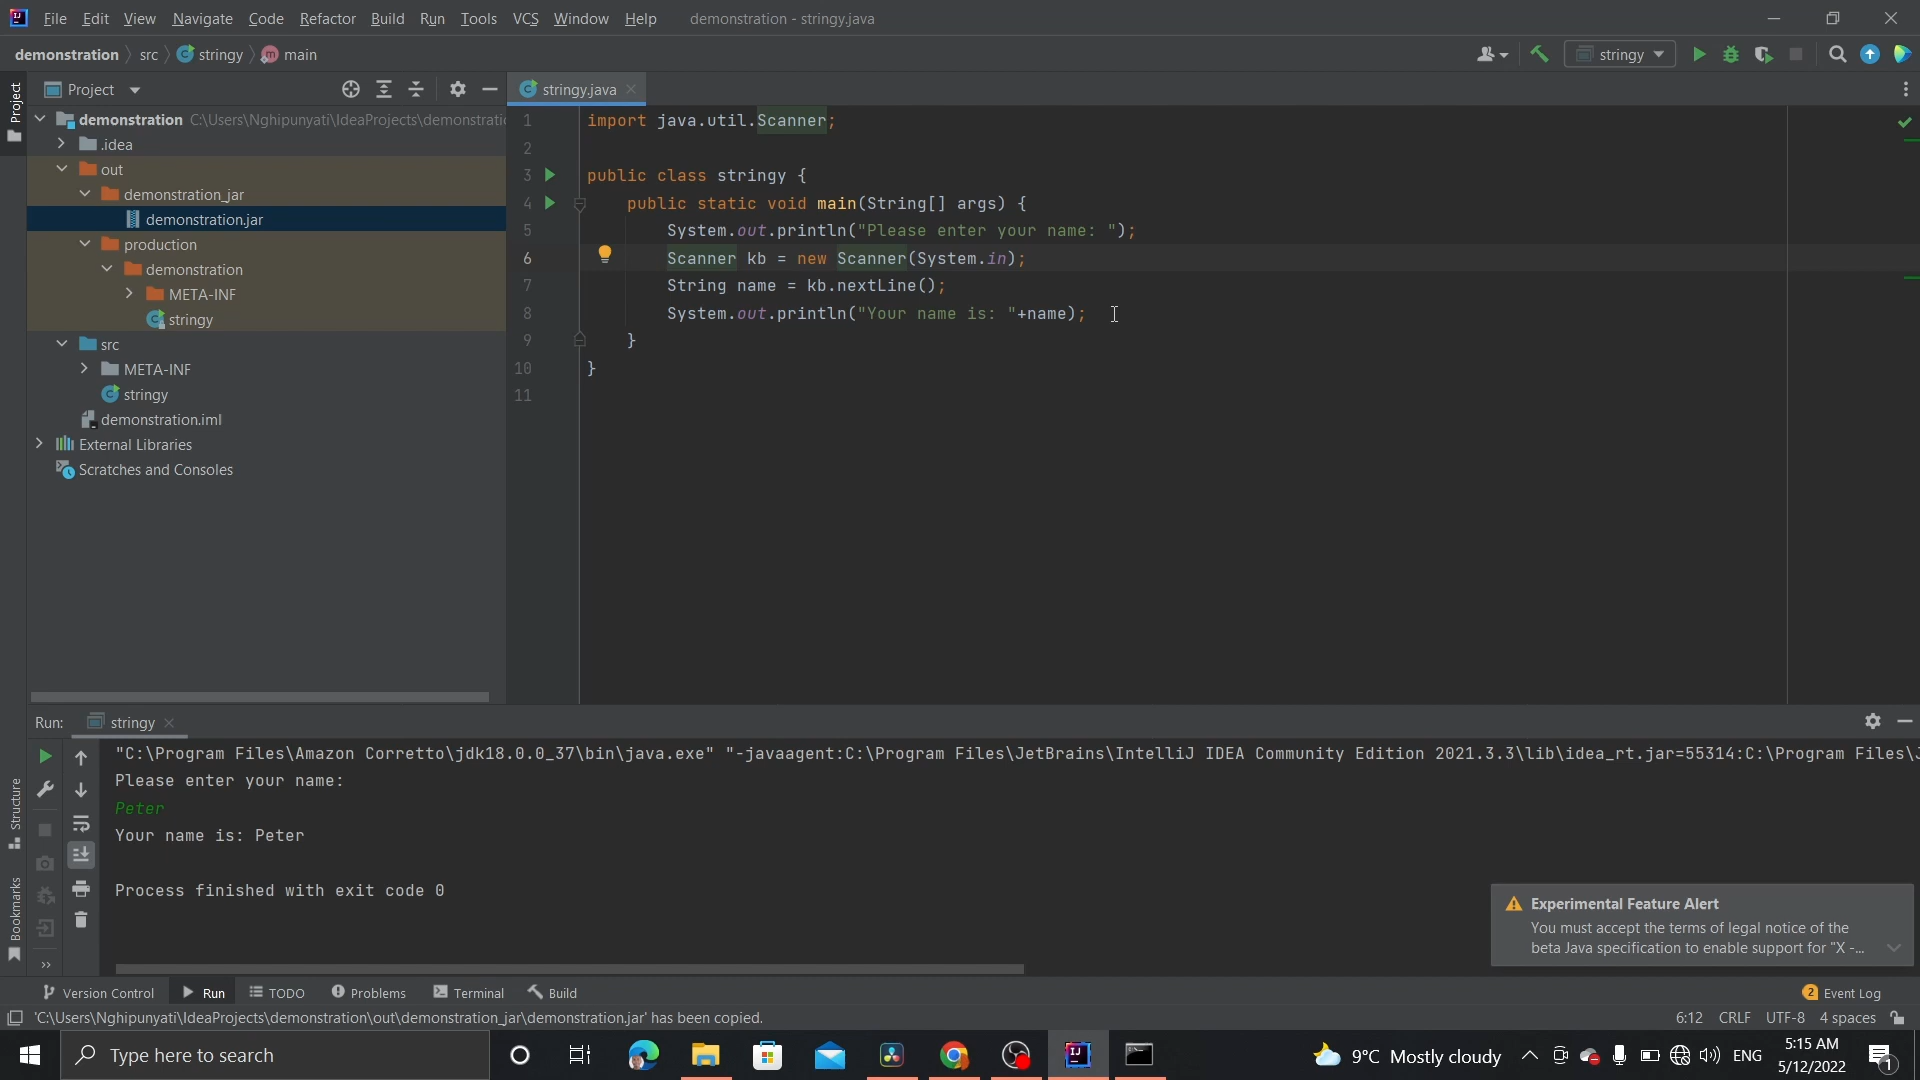 File Edit View Navigate Code Refactor Build Run Tools VCS Window Help demonstration - stringy.java
demonstration src stringy main
stringy
Project
Project
stringy.java
demonstration C:\Users\Nghipunyati\IdeaProjects\demonstratio
.idea
out
demonstration_jar
demonstration.jar
production
demonstration
META-INF
stringy
src
META-INF
stringy
demonstration.iml
External Libraries
Scratches and Consoles
1 import java.util.Scanner;
2
3 public class stringy {
4 public static void main(String[] args) {
5 System.out.println("Please enter your name: ");
6 Scanner kb = new Scanner(System.in);
7 String name = kb.nextLine();
8 System.out.println("Your name is: "+name);
9 }
10 }
11
Run: stringy
"C:\Program Files\Amazon Corretto\jdk18.0.0_37\bin\java.exe" "-javaagent:C:\Program Files\JetBrains\IntelliJ IDEA Community Edition 2021.3.3\lib\idea_rt.jar=55314:C:\Program Files\J
Please enter your name:
Peter
Your name is: Peter
Process finished with exit code 0
Structure
Bookmarks
Experimental Feature Alert
You must accept the terms of legal notice of the
beta Java specification to enable support for "X -...
Version Control Run TODO Problems Terminal Build 2 Event Log
'C:\Users\Nghipunyati\IdeaProjects\demonstration\out\demonstration_jar\demonstration.jar' has been copied. 6:12 CRLF UTF-8 4 spaces
Type here to search
9°C Mostly cloudy ENG
5:15 AM
5/12/2022
1